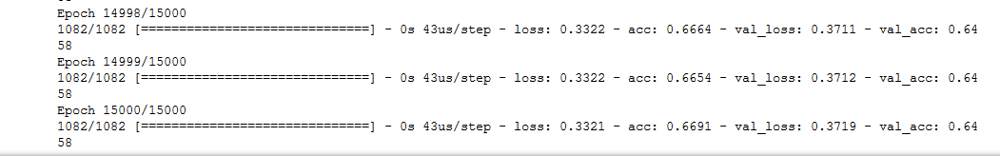 58
Epoch 14998/15000
1082/1082 [==============================] - 0s 43us/step - loss: 0.3322 - acc: 0.6664 - val_loss: 0.3711 - val_acc: 0.64
58
Epoch 14999/15000
1082/1082 [==============================] - 0s 43us/step - loss: 0.3322 - acc: 0.6654 - val_loss: 0.3712 - val_acc: 0.64
58
Epoch 15000/15000
1082/1082 [==============================] - 0s 43us/step - loss: 0.3321 - acc: 0.6691 - val_loss: 0.3719 - val_acc: 0.64
58